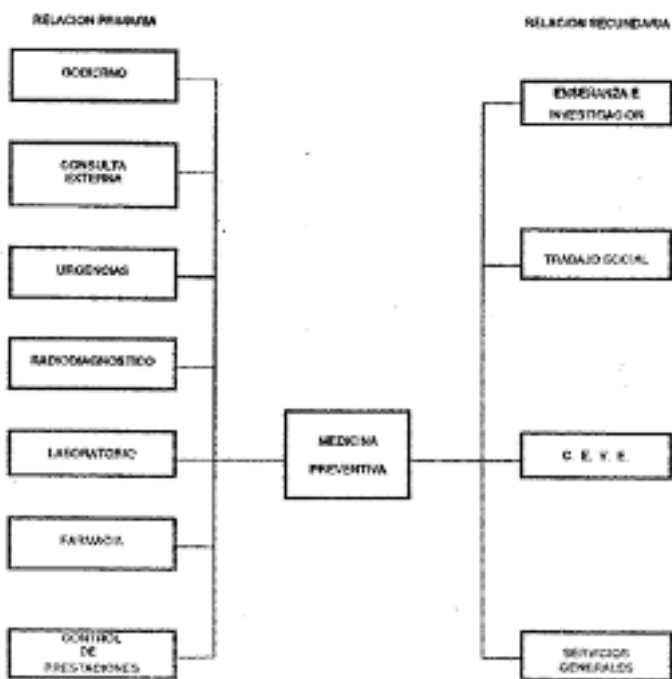 RELACION PRIMARIA
GOBIERNO
CONSULTA
EXTERNA
URGENCIAS
RADIODIAGNOSTICO
LABORATORIO
FARMACIA
CONTROL
DE
PRESTACIONES
MEDICINA
PREVENTIVA
RELACION SECUNDARIA
ENSEÑANZA E
INVESTIGACION
TRABAJO SOCIAL
C. E. Y. E.
SERVICIOS
GENERALES